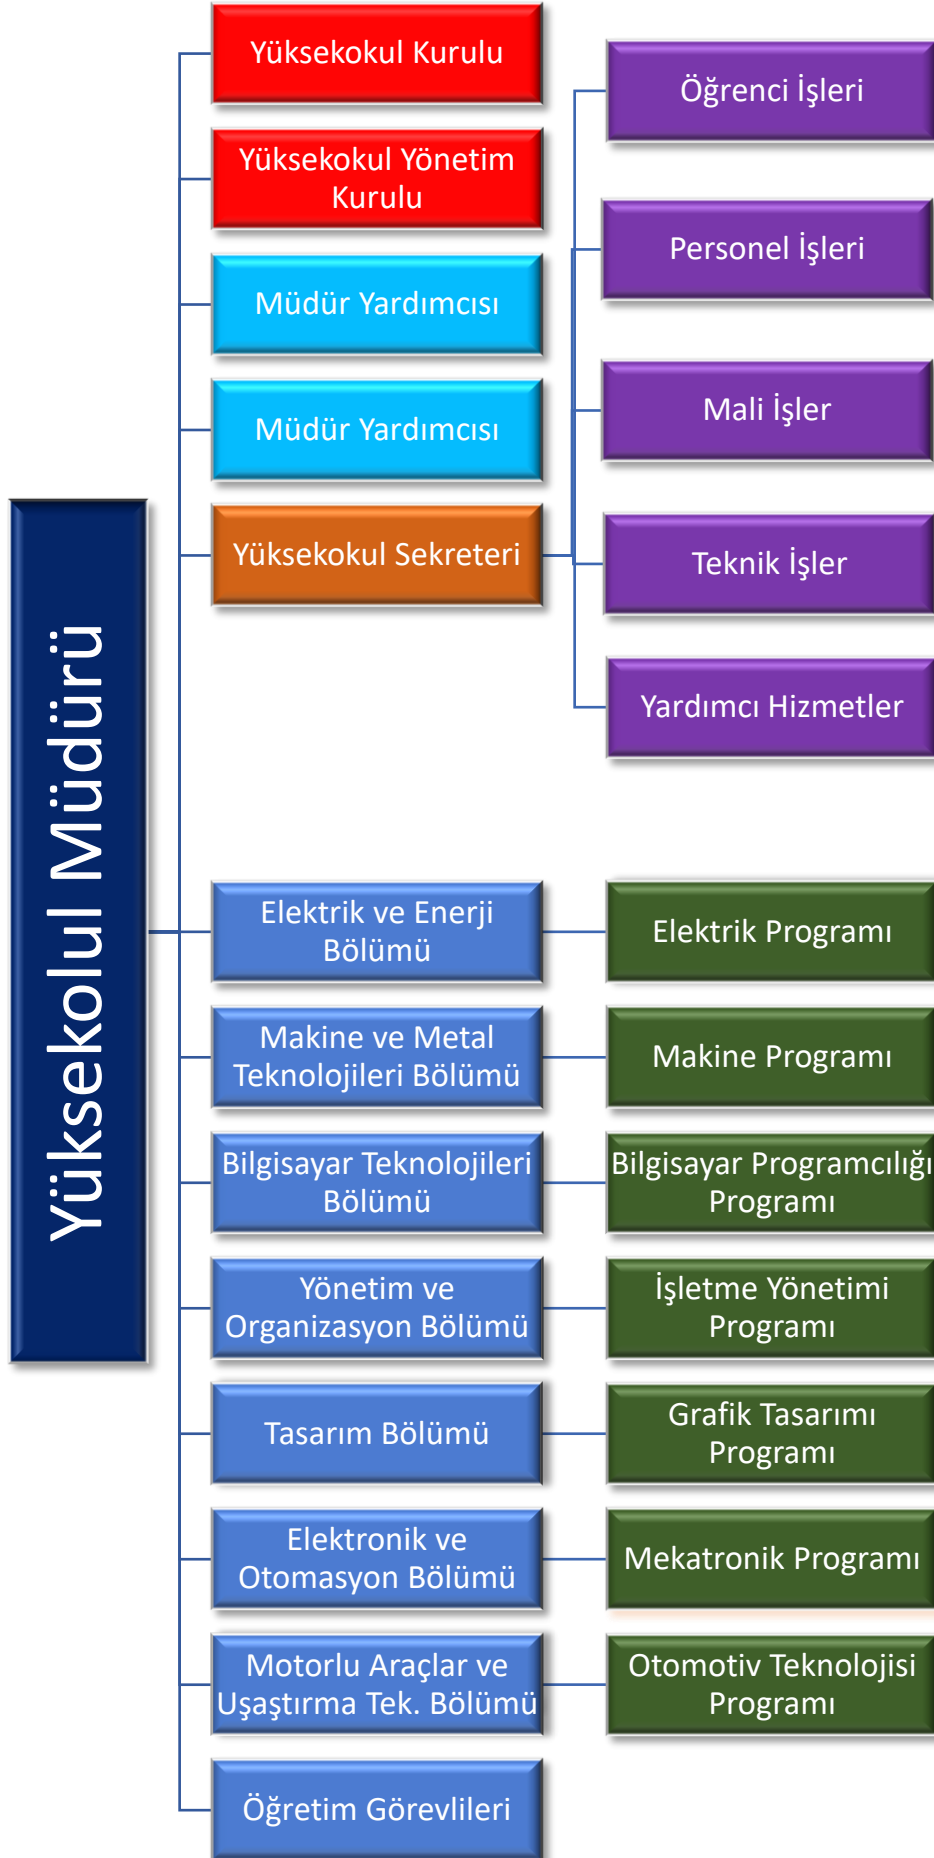 Yüksekolul Müdürü
Yüksekokul Kurulu
Yüksekokul Yönetim
Kurulu
Müdür Yardımcısı
Müdür Yardımcısı
Yüksekokul Sekreteri
Öğrenci İşleri
Personel İşleri
Mali İşler
Teknik İşler
Yardımcı Hizmetler
Elektrik ve Enerji
Bölümü
Elektrik Programı
Makine ve Metal
Teknolojileri Bölümü
Makine Programı
Bilgisayar Teknolojileri
Bölümü
Bilgisayar Programcılığı
Programı
Yönetim ve
Organizasyon Bölümü
İşletme Yönetimi
Programı
Tasarım Bölümü
Grafik Tasarımı
Programı
Elektronik ve
Otomasyon Bölümü
Mekatronik Programı
Motorlu Araçlar ve
Uşaştırma Tek. Bölümü
Otomotiv Teknolojisi
Programı
Öğretim Görevlileri